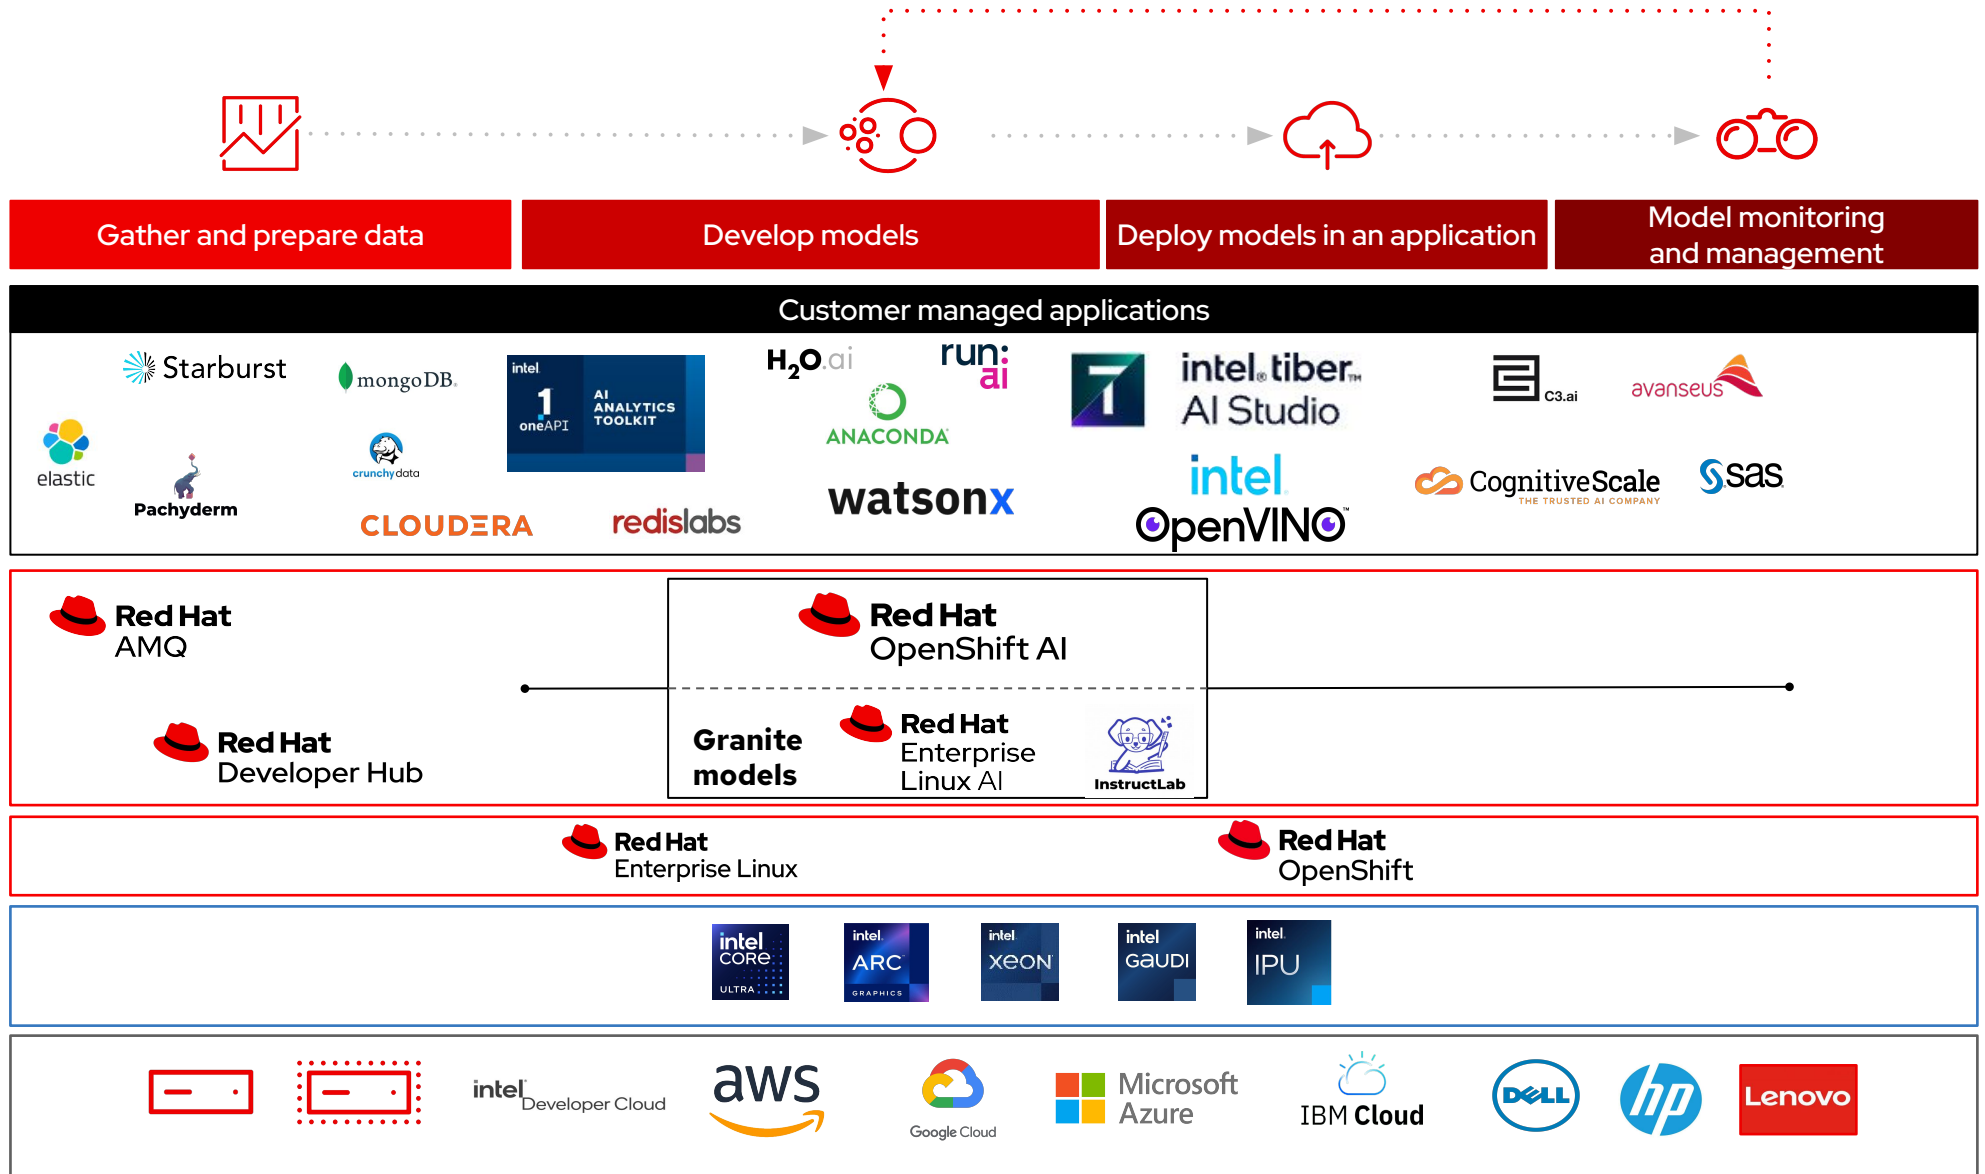 Gather and prepare data
Develop models
Deploy models in an application
Model monitoring
and management
Customer managed applications
Starburst
mongoDB.
intel.
1
oneAPI
AI
ANALYTICS
TOOLKIT
H2O.ai
run:
ai
ANACONDA
intel. tiber™
AI Studio
C3.ai
avanseus
elastic
Pachyderm
crunchydata
CLOUDERA
redislabs
watsonx
intel.
OpenVINO™
CognitiveScale
THE TRUSTED AI COMPANY
sas
Red Hat
AMQ
Red Hat
OpenShift AI
Red Hat
Developer Hub
Granite
models
Red Hat
Enterprise
Linux AI
InstructLab
Red Hat
Enterprise Linux
Red Hat
OpenShift
intel
CORE
ULTRA
intel.
ARC
GRAPHICS
intel
xeon
intel
GAUDI
intel.
IPU
intel
Developer Cloud
aws
Google Cloud
Microsoft
Azure
IBM Cloud
DELL
hp
Lenovo